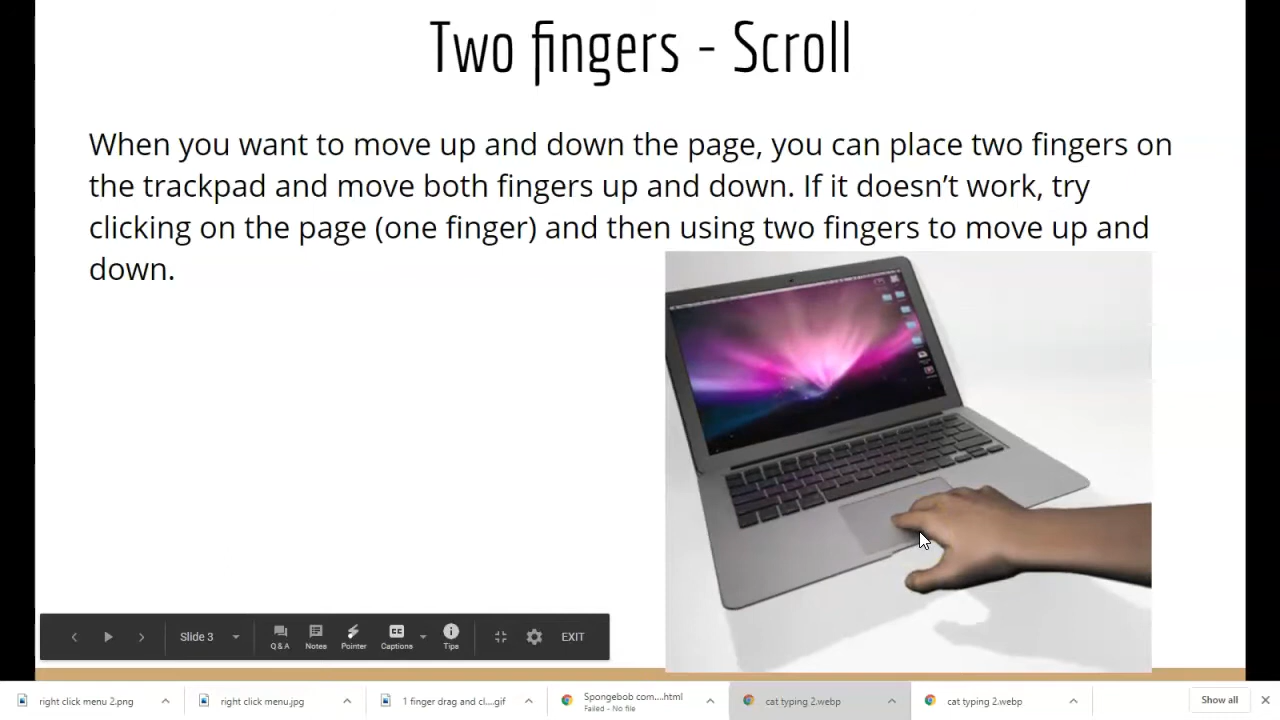 Two fingers - Scroll
When you want to move up and down the page, you can place two fingers on
the trackpad and move both fingers up and down. If it doesn’t work, try
clicking on the page (one finger) and then using two fingers to move up and
down.
Slide 3
Q & A
Notes
Pointer
Captions
Tips
EXIT
right click menu 2.png
right click menu.jpg
1 finger drag and cl....gif
Spongebob com....html
Failed - No file
cat typing 2.webp
cat typing 2.webp
Show all